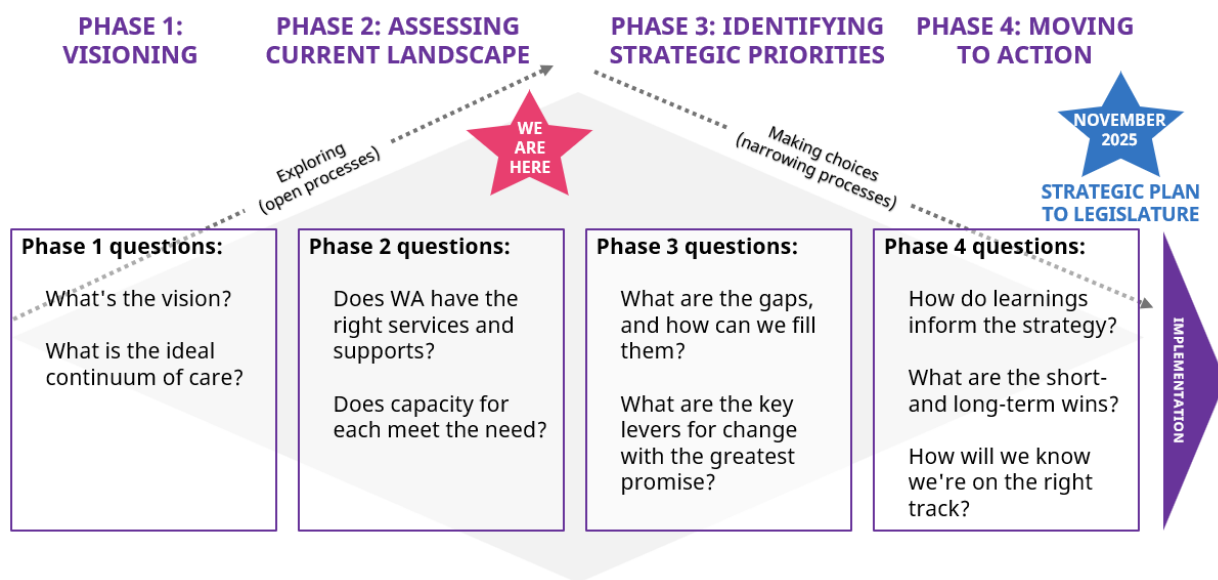 PHASE 1:
VISIONING
PHASE 2: ASSESSING
CURRENT LANDSCAPE
PHASE 3: IDENTIFYING
STRATEGIC PRIORITIES
PHASE 4: MOVING
TO ACTION
Exploring
(open processes)
WE
ARE
HERE
Making choices
(narrowing processes)
NOVEMBER
2025
STRATEGIC PLAN
TO LEGISLATURE
Phase 1 questions:
What's the vision?
What is the ideal
continuum of care?
Phase 2 questions:
Does WA have the
right services and
supports?
Does capacity for
each meet the need?
Phase 3 questions:
What are the gaps,
and how can we fill
them?
What are the key
levers for change
with the greatest
promise?
Phase 4 questions:
How do learnings
inform the strategy?
What are the short-
and long-term wins?
How will we know
we're on the right
track?
IMPLEMENTATION